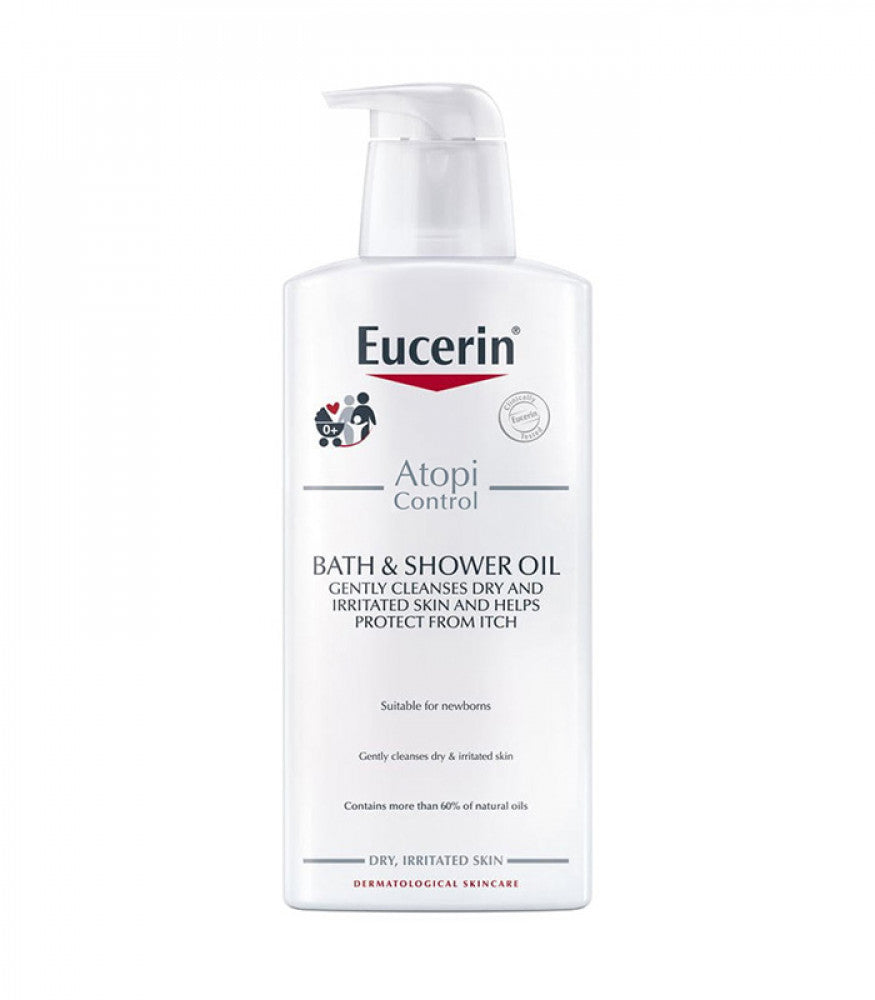 Eucerin®
0+
Clinically
Eucerin
Tested
Atopi
Control
BATH & SHOWER OIL
GENTLY CLEANSES DRY AND
IRRITATED SKIN AND HELPS
PROTECT FROM ITCH
Suitable for newborns
Gently cleanses dry & irritated skin
Contains more than 60% of natural oils
DRY, IRRITATED SKIN
DERMATOLOGICAL SKINCARE